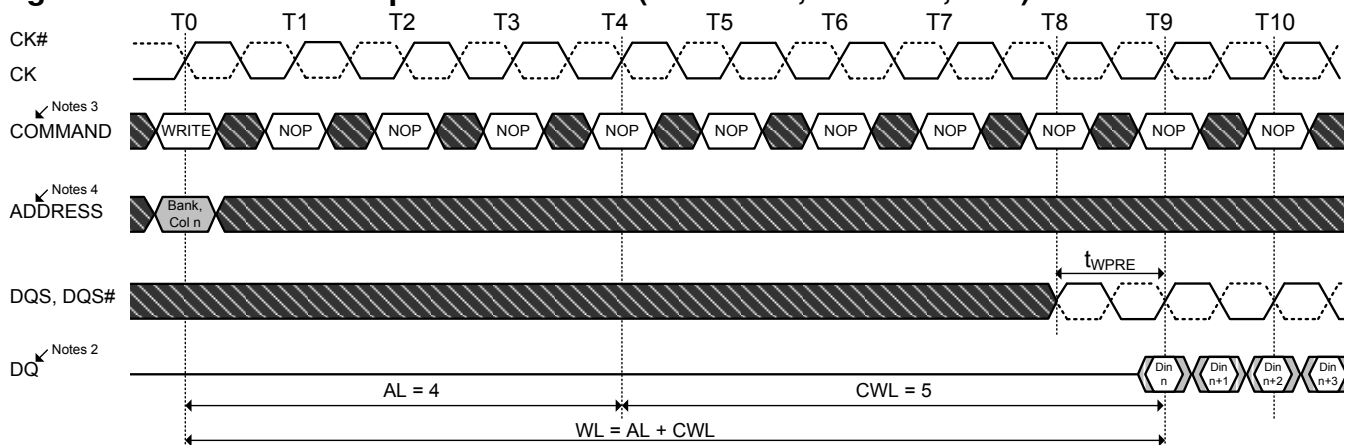 T0 T1 T2 T3 T4 T5 T6 T7 T8 T9 T10
CK#
CK
Notes 3
COMMAND WRITE NOP NOP NOP NOP NOP NOP NOP NOP NOP NOP
Notes 4
ADDRESS
Bank,
Col n
tWPRE
DQS, DQS#
Notes 2
DQ
Din n
Din n+1
Din n+2
Din n+3
AL = 4 CWL = 5
WL = AL + CWL